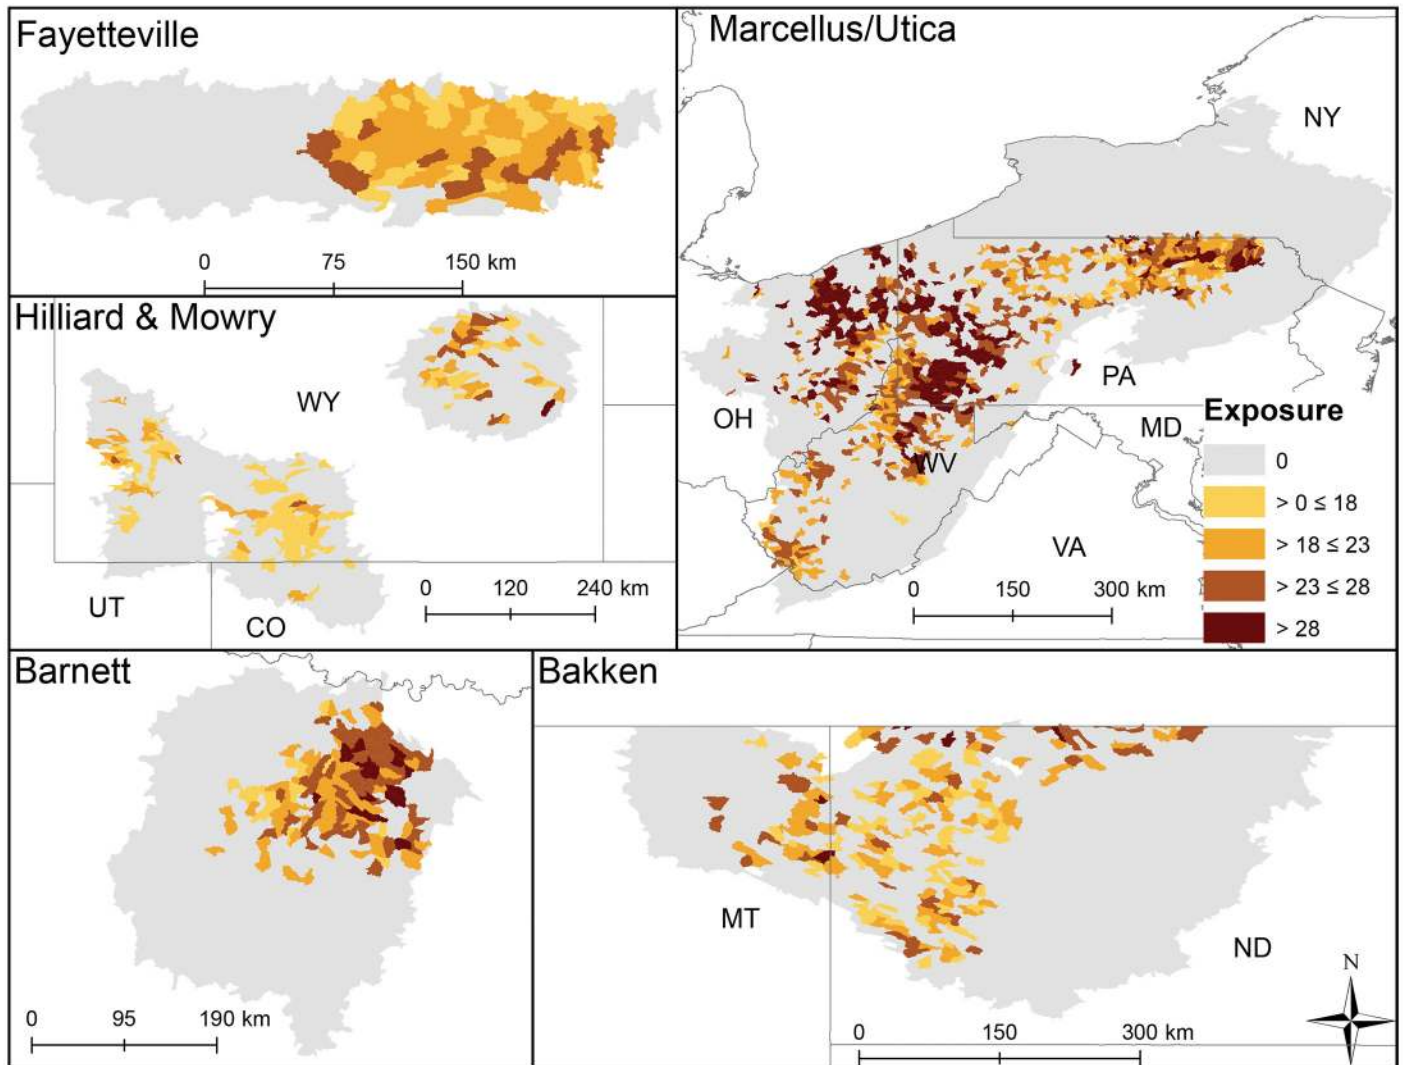 Fayetteville
0 75 150 km
Hilliard & Mowry
WY
UT
CO
0 120 240 km
Marcellus/Utica
NY
PA
OH
MD
WV
VA
0 150 300 km
Exposure
0
> 0 ≤ 18
> 18 ≤ 23
> 23 ≤ 28
> 28
Barnett
0 95 190 km
Bakken
MT
ND
N
0 150 300 km